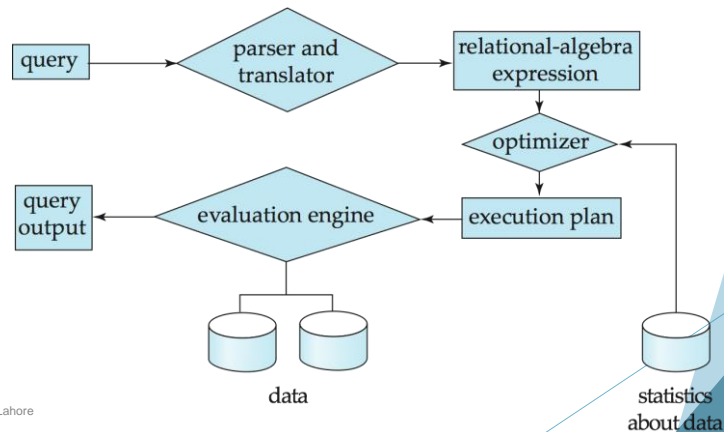 query
parser and
translator
relational-algebra
expression
optimizer
query
output
evaluation engine
execution plan
data
statistics
about data
Lahore